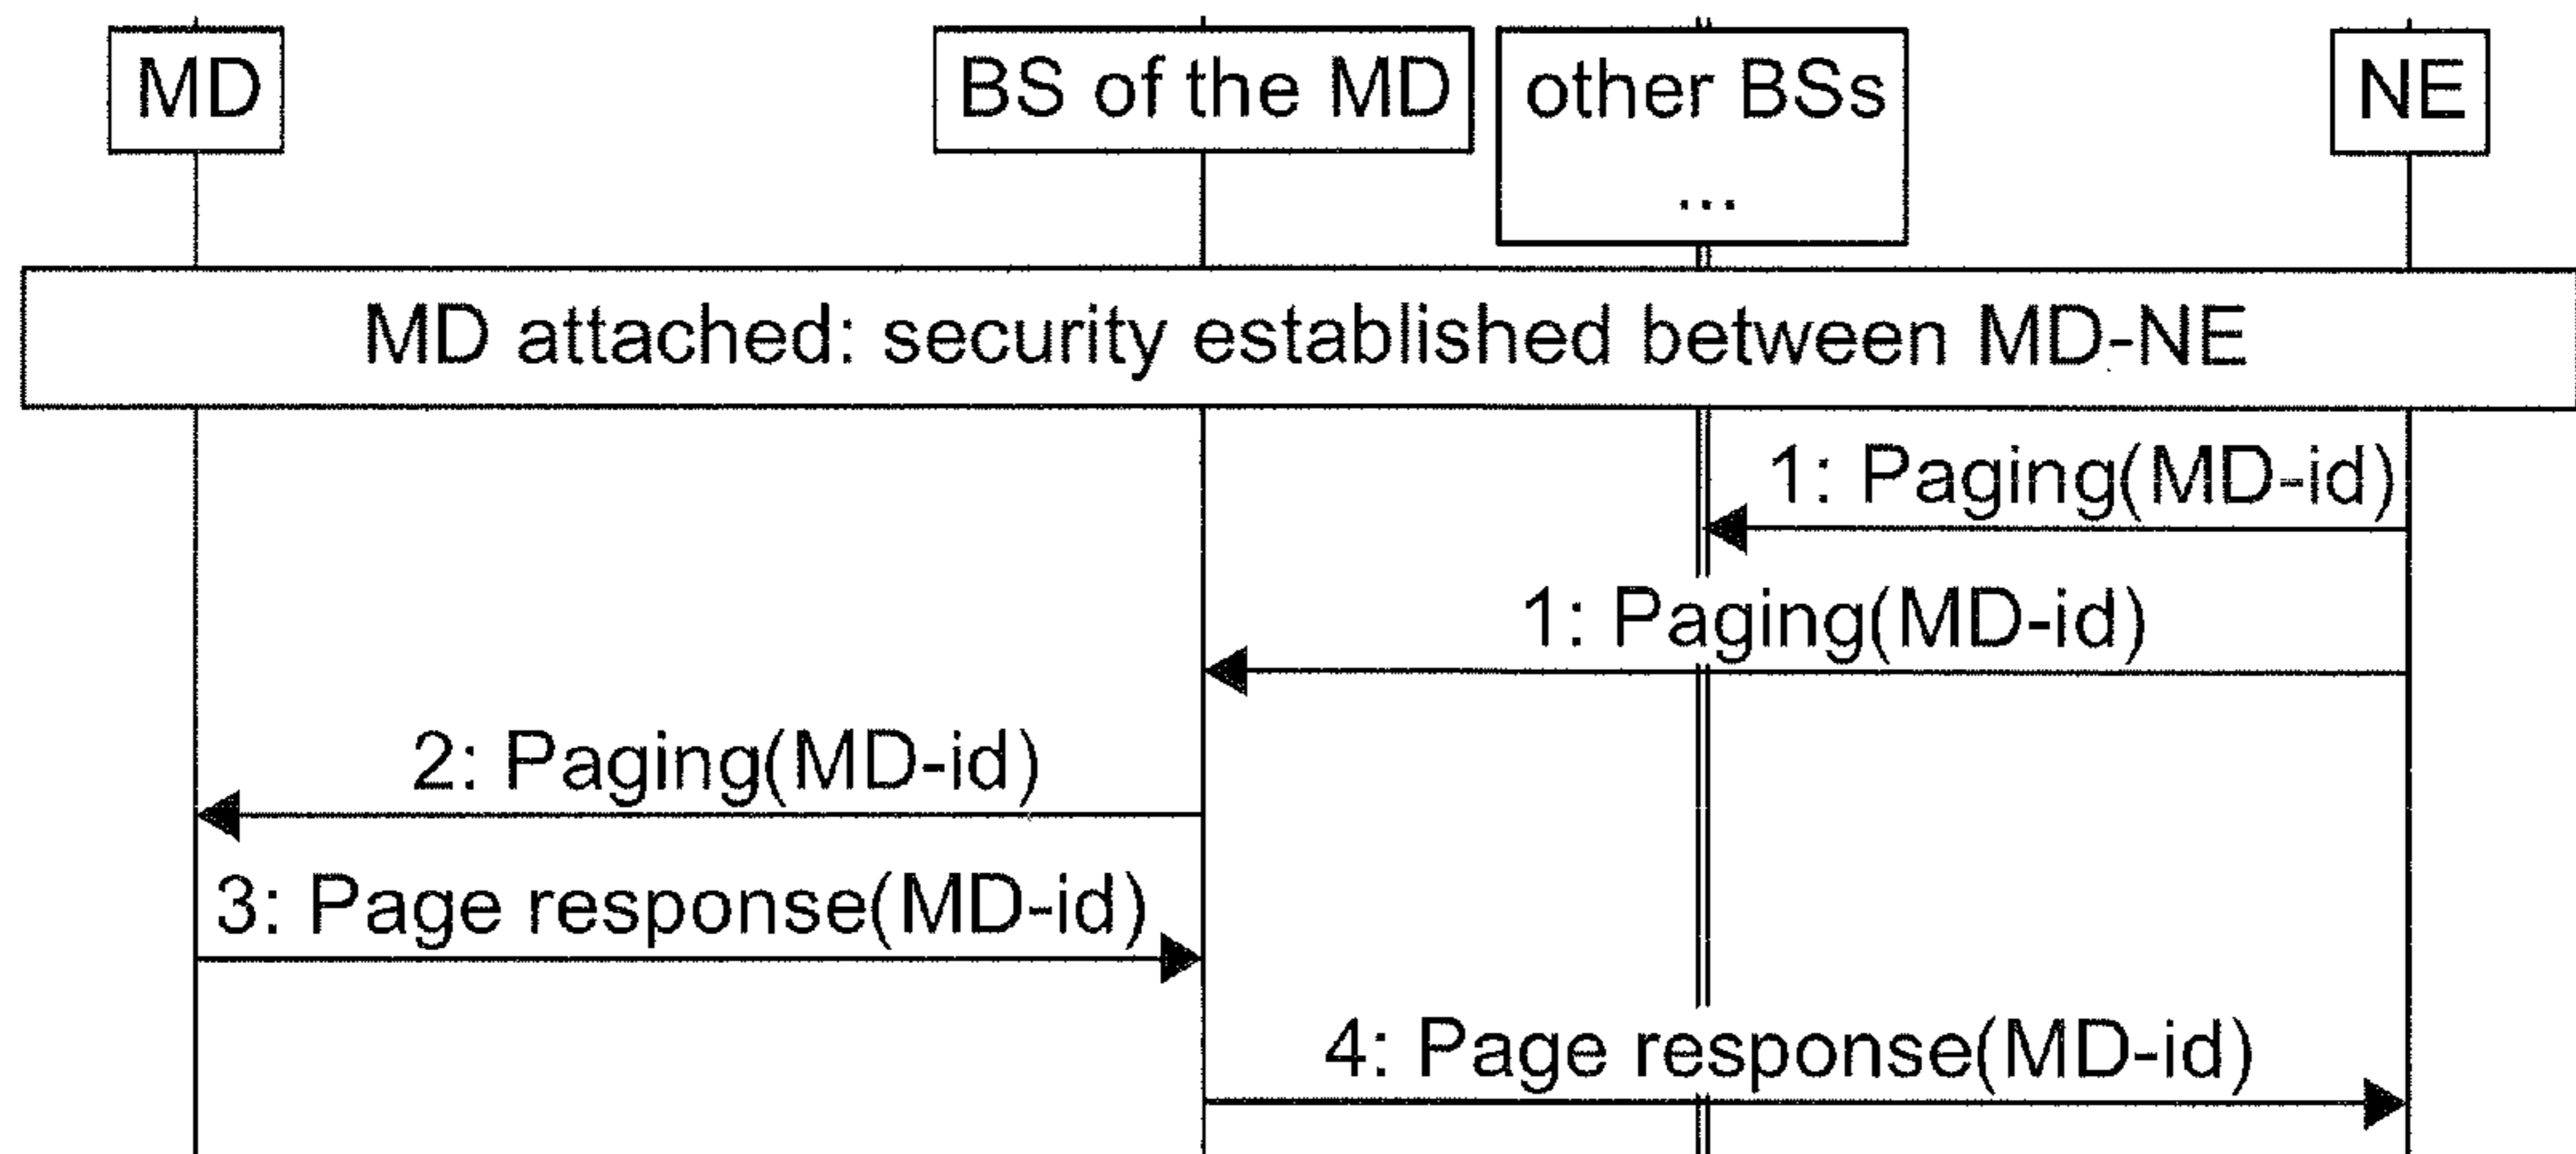 MD
BS of the MD
other BSs
...
NE
MD attached: security established between MD-NE
1: Paging(MD-id)
1: Paging(MD-id)
2: Paging(MD-id)
3: Page response(MD-id)
4: Page response(MD-id)